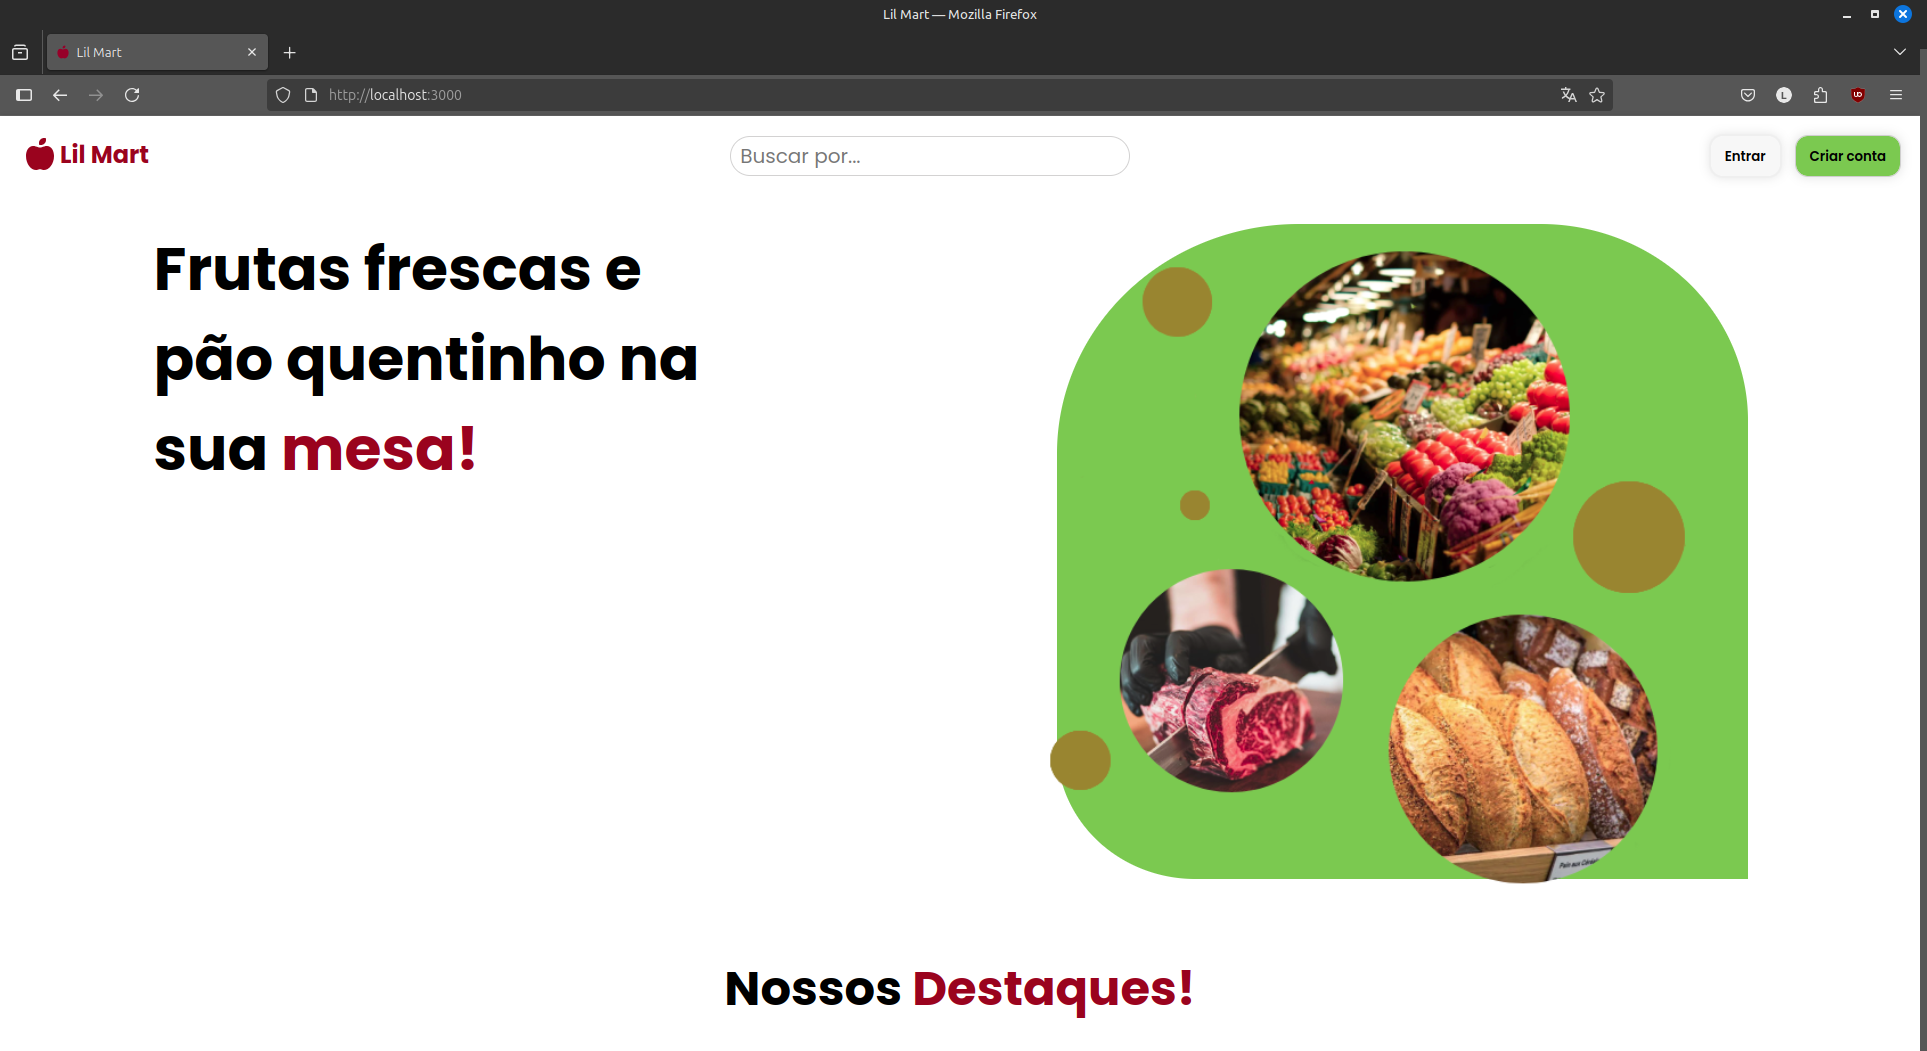 Lil Mart — Mozilla Firefox
Lil Mart
http://localhost:3000
L
Lil Mart
Buscar por...
Entrar
Criar conta
Frutas frescas e
pão quentinho na
sua mesa!
Nossos Destaques!